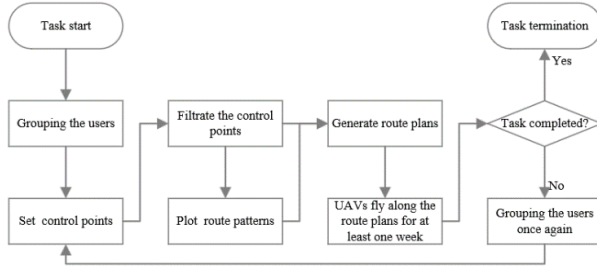 Task start
Task termination
Yes
Grouping the users
Filtrate the control
points
Generate route plans
Task completed?
No
Set control points
Plot route patterns
UAVs fly along the
route plans for at
least one week
Grouping the users
once again